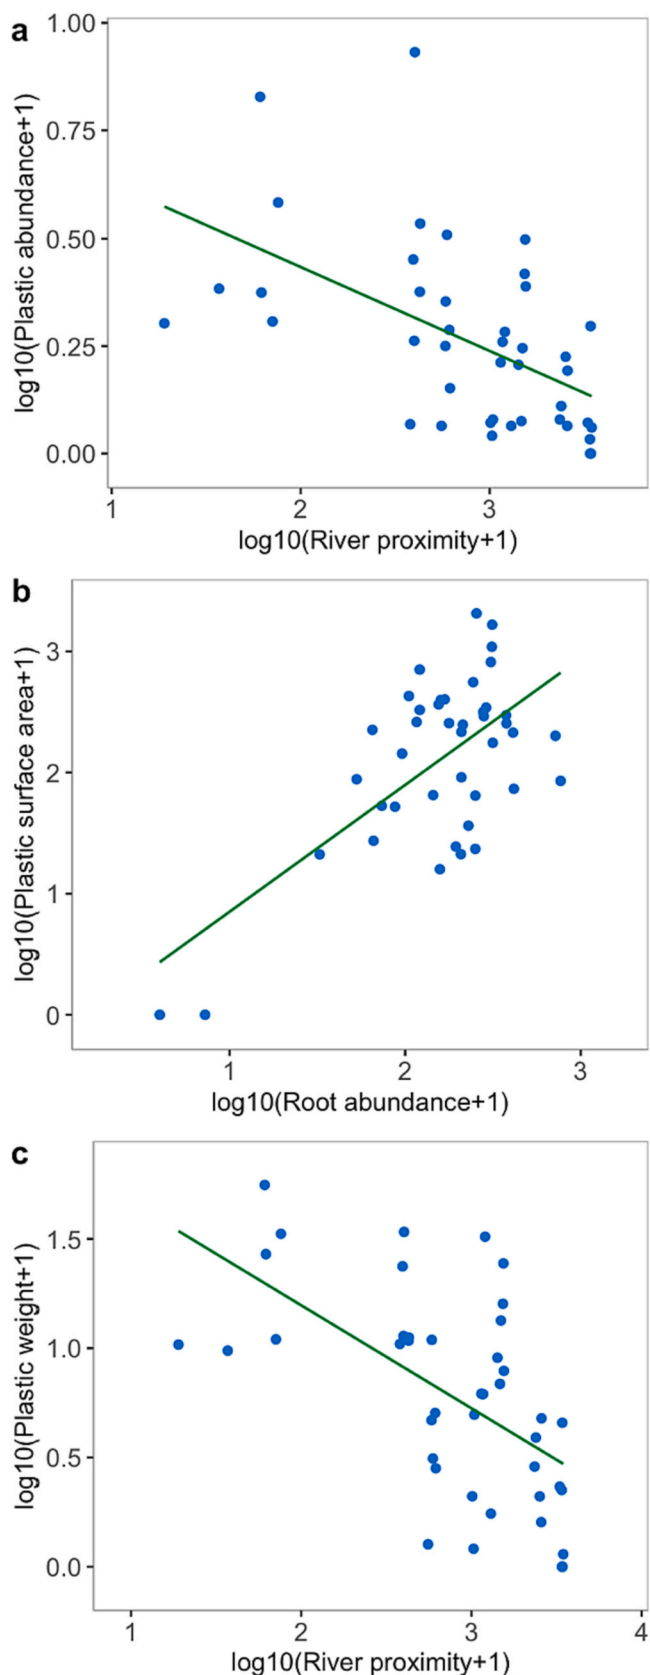 a
log10(Plastic abundance+1)
1.00
0.75
0.50
0.25
0.00
1 2 3
log10(River proximity+1)
b
log10(Plastic surface area+1)
3
2
1
0
1 2 3
log10(Root abundance+1)
c
log10(Plastic weight+1)
1.5
1.0
0.5
0.0
1 2 3 4
log10(River proximity+1)